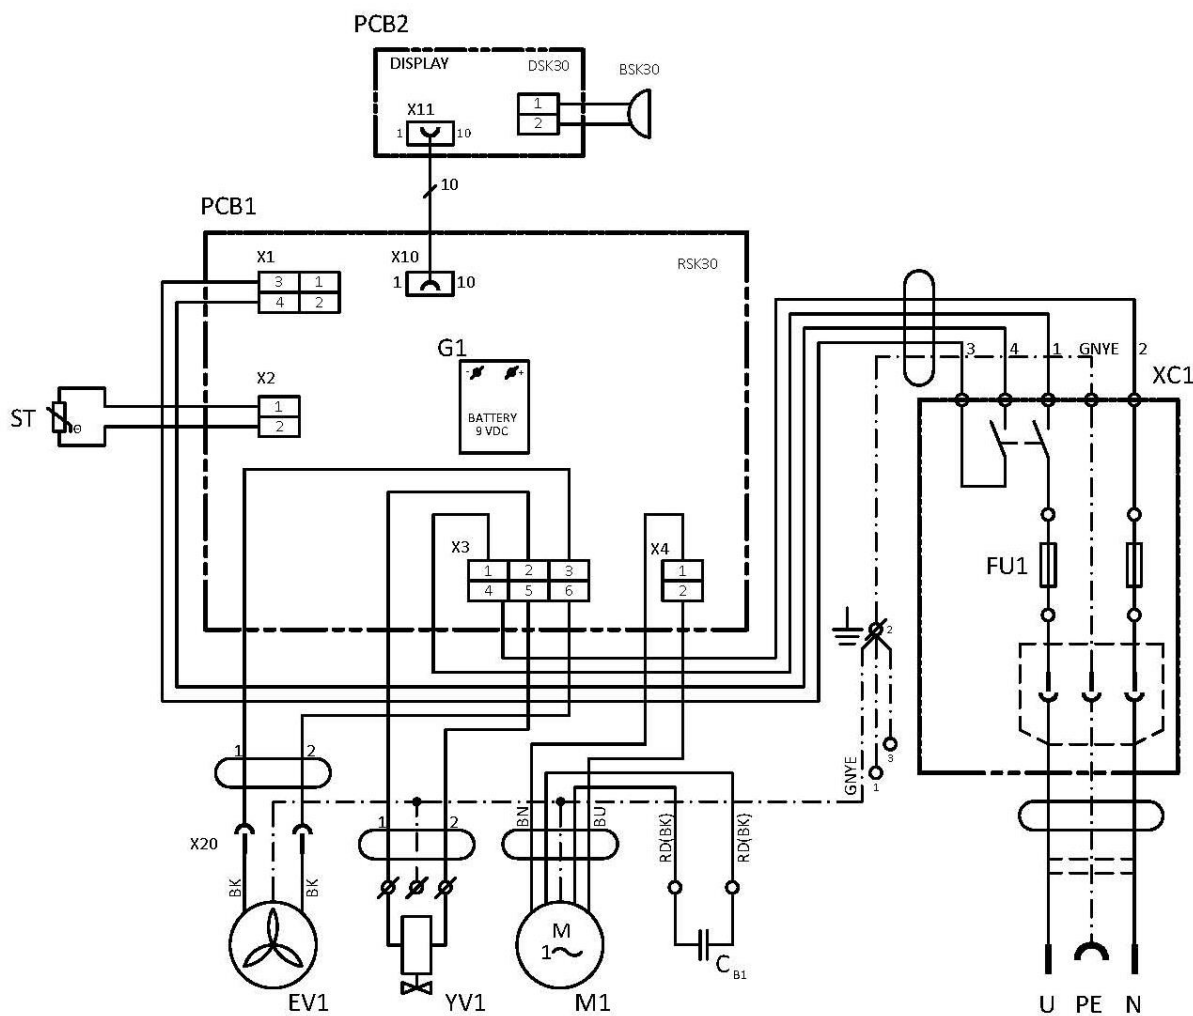 PCB2
DISPLAY
DSK30
BSK30
X11
1
10
1
2
10
PCB1
X1
X10
RSK30
3 1
4 2
1
10
G1
- +
BATTERY
9 VDC
X2
1
2
ST
Θ
3 4 1 GNYE 2
XC1
X3
1 2 3
4 5 6
X4
1
2
FU1
2
3
1
GNYE
1 2
X20
BK
BK
EV1
1 2
YV1
BN
BU
M
1
M1
RD(BK)
RD(BK)
CB1
U PE N